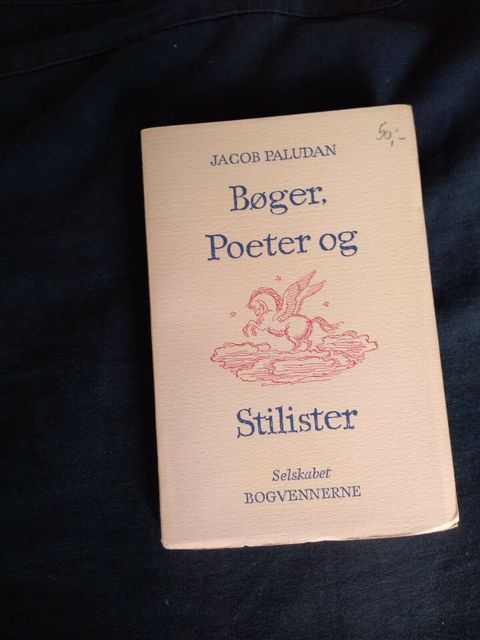 50,-
JACOB PALUDAN
Bøger,
Poeter og
Stilister
Selskabet
BOGVENNERNE